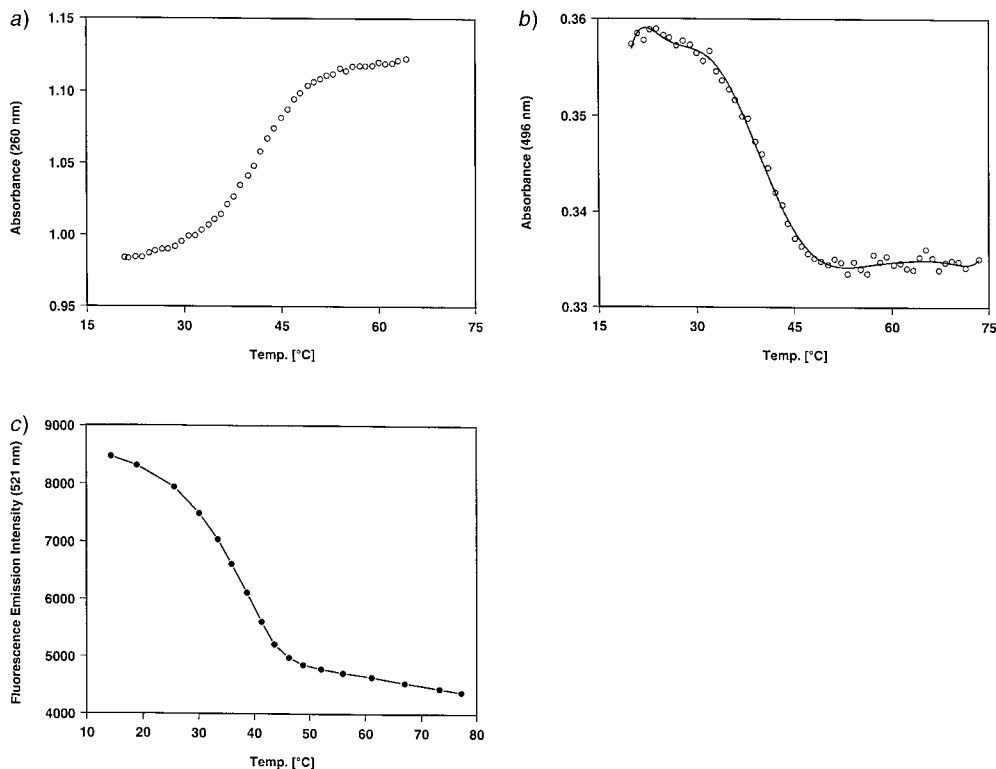 a)
Absorbance (260 nm)
1.15
1.10
1.05
1.00
0.95
15 30 45 60 75
Temp. [°C]
b)
Absorbance (496 nm)
0.36
0.35
0.34
0.33
15 30 45 60 75
Temp. [°C]
c)
Fluorescence Emission Intensity (521 nm)
9000
8000
7000
6000
5000
4000
10 20 30 40 50 60 70 80
Temp. [°C]